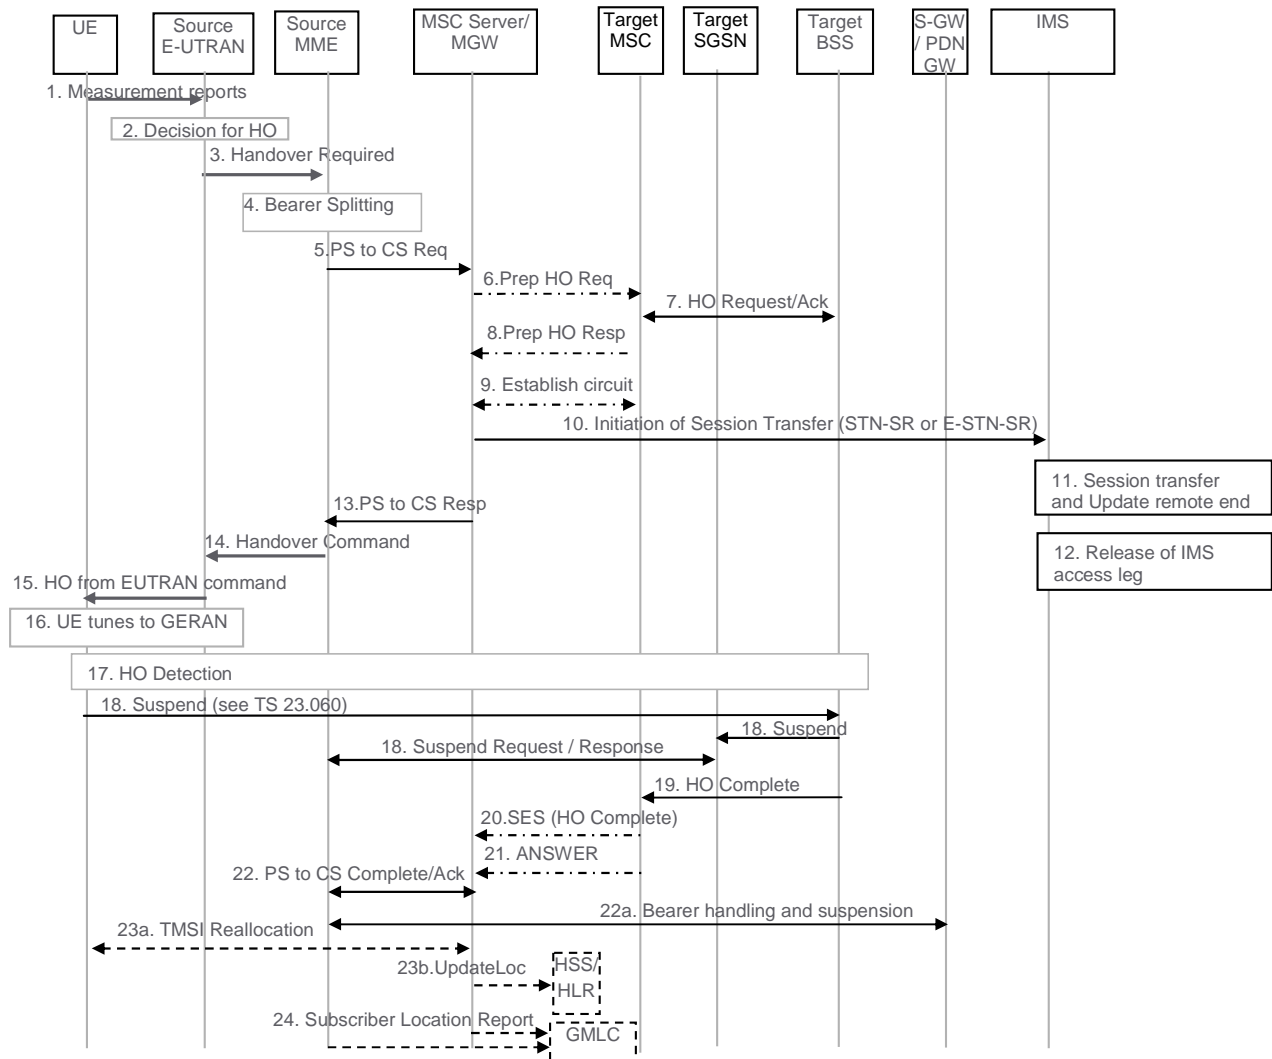 UE
Source
E-UTRAN
Source
MME
MSC Server/
MGW
Target
MSC
Target
SGSN
Target
BSS
S-GW
/ PDN
GW
IMS
1. Measurement reports
2. Decision for HO
3. Handover Required
4. Bearer Splitting
5.PS to CS Req
6.Prep HO Req
7. HO Request/Ack
8.Prep HO Resp
9. Establish circuit
10. Initiation of Session Transfer (STN-SR or E-STN-SR)
11. Session transfer
and Update remote end
13.PS to CS Resp
14. Handover Command
12. Release of IMS
access leg
15. HO from EUTRAN command
16. UE tunes to GERAN
17. HO Detection
18. Suspend (see TS 23.060)
18. Suspend
18. Suspend Request / Response
19. HO Complete
20.SES (HO Complete)
21. ANSWER
22. PS to CS Complete/Ack
22a. Bearer handling and suspension
23a. TMSI Reallocation
23b.UpdateLoc
HSS/
HLR
24. Subscriber Location Report
GMLC